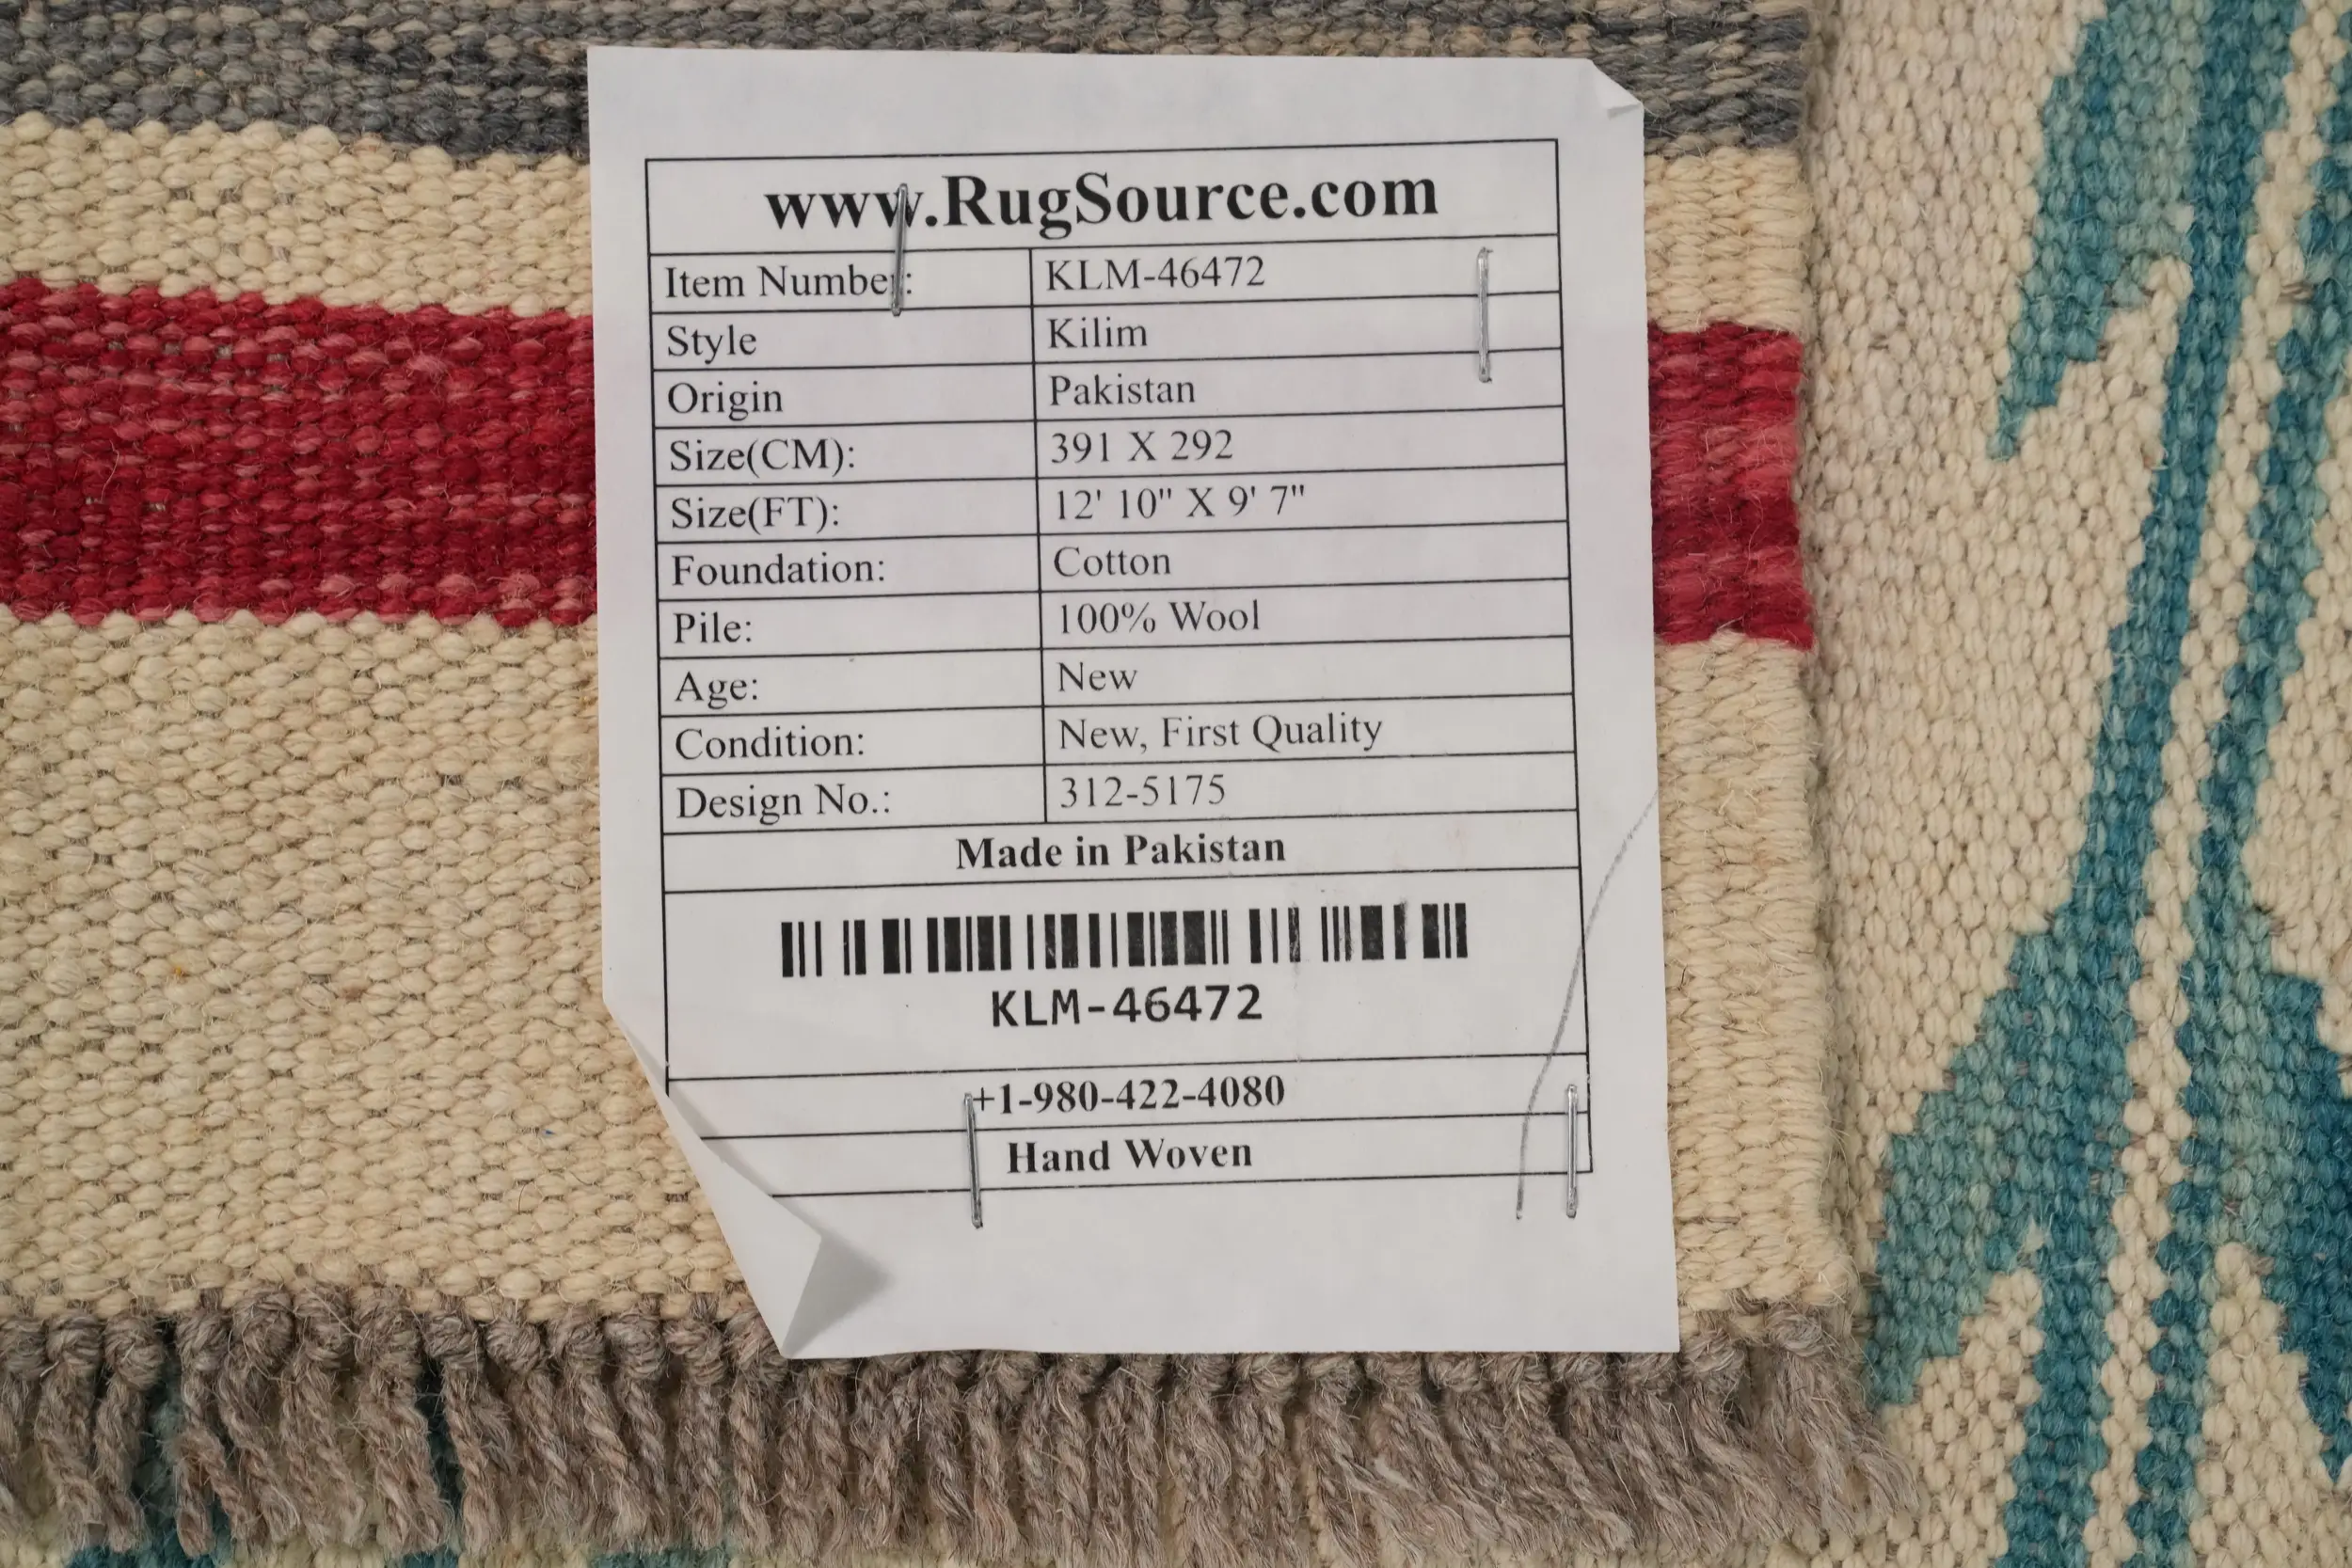 www.RugSource.com
Item Number: KLM-46472
Style Kilim
Origin Pakistan
Size(CM): 391 X 292
Size(FT): 12' 10" X 9' 7"
Foundation: Cotton
Pile: 100% Wool
Age: New
Condition: New, First Quality
Design No.: 312-5175
Made in Pakistan
KLM-46472
+1-980-422-4080
Hand Woven